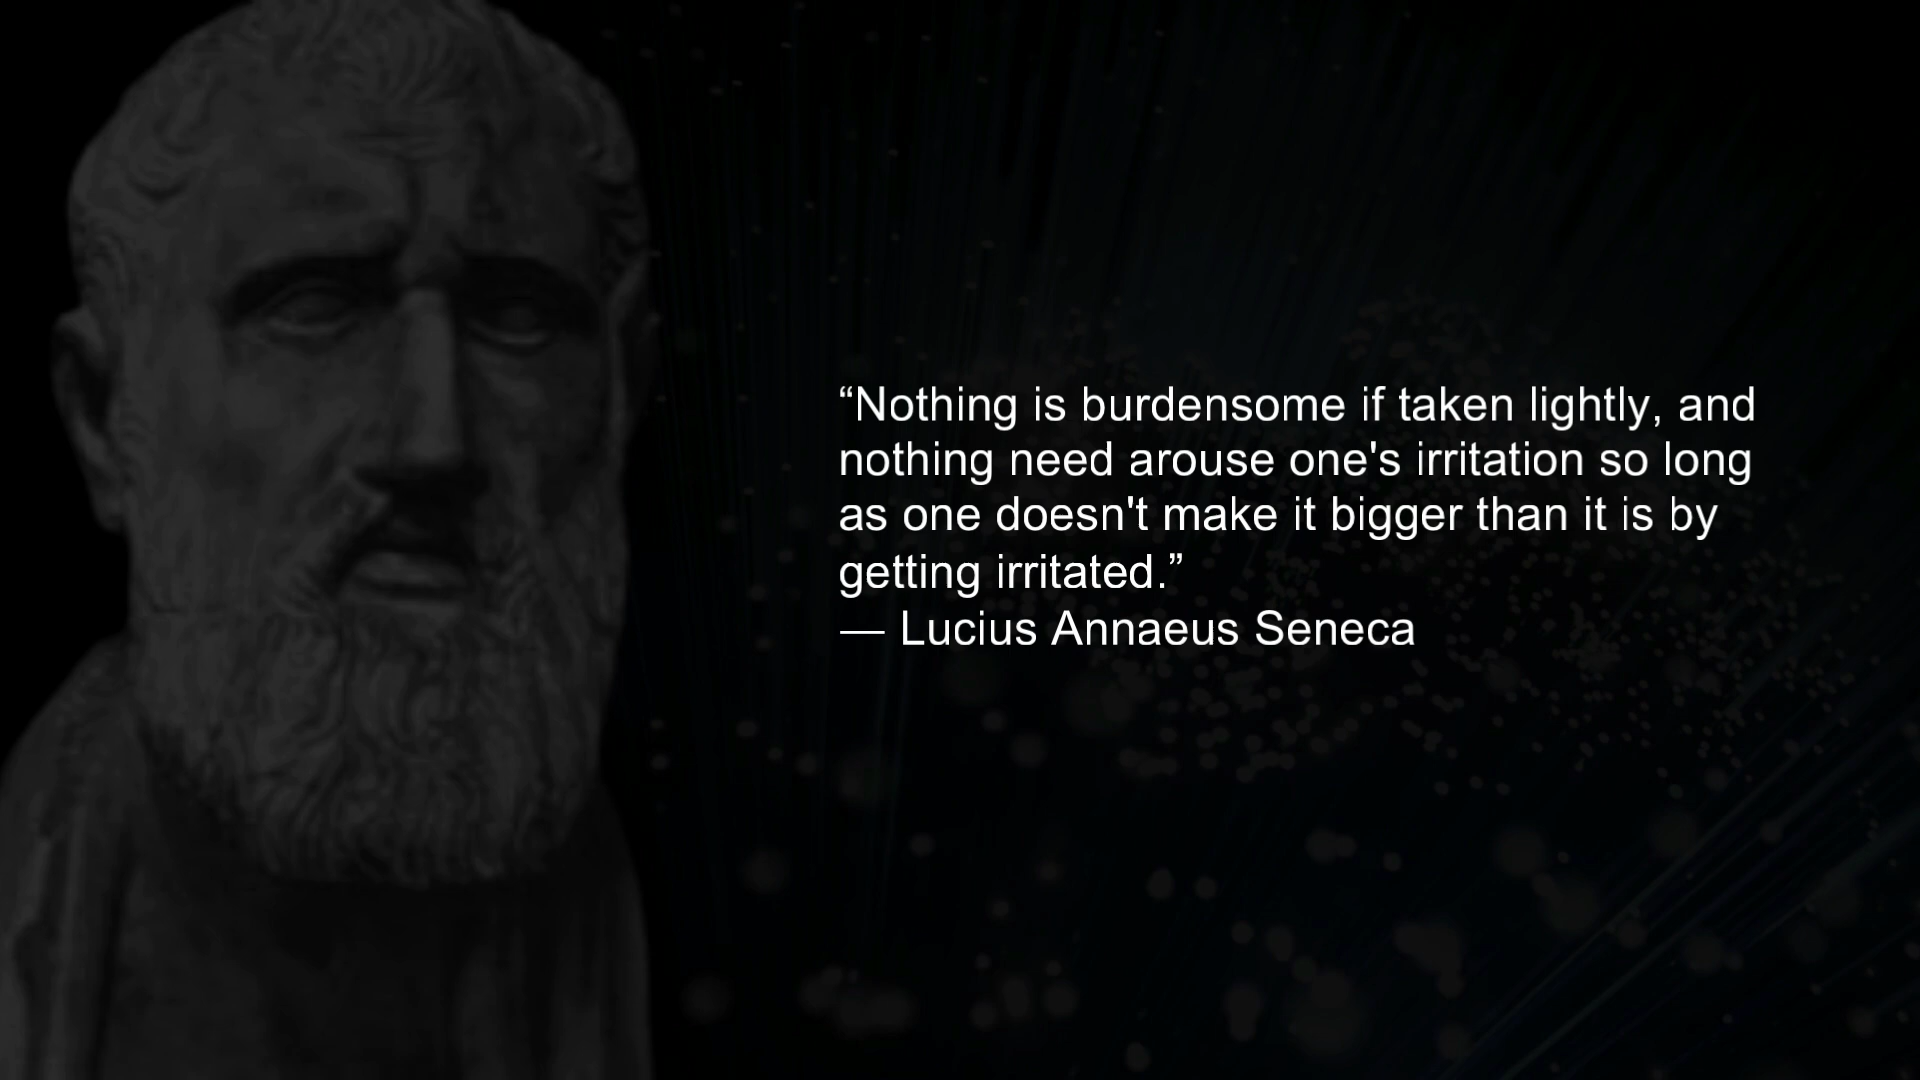 “Nothing is burdensome if taken lightly, and
nothing need arouse one's irritation so long
as one doesn't make it bigger than it is by
getting irritated.”
— Lucius Annaeus Seneca